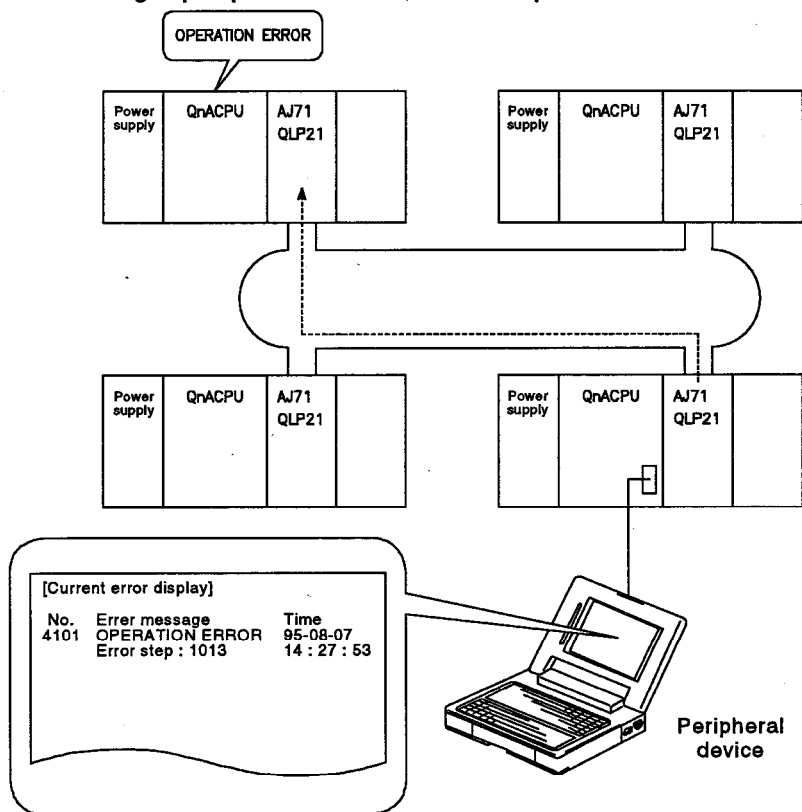 OPERATION ERROR
Power supply
QnACPU
AJ71 QLP21
Power supply
QnACPU
AJ71 QLP21
Power supply
QnACPU
AJ71 QLP21
Power supply
QnACPU
AJ71 QLP21
[Current error display]
No. Errer message Time
4101 OPERATION ERROR 95-08-07
Error step : 1013 14 : 27 : 53
Peripheral
device